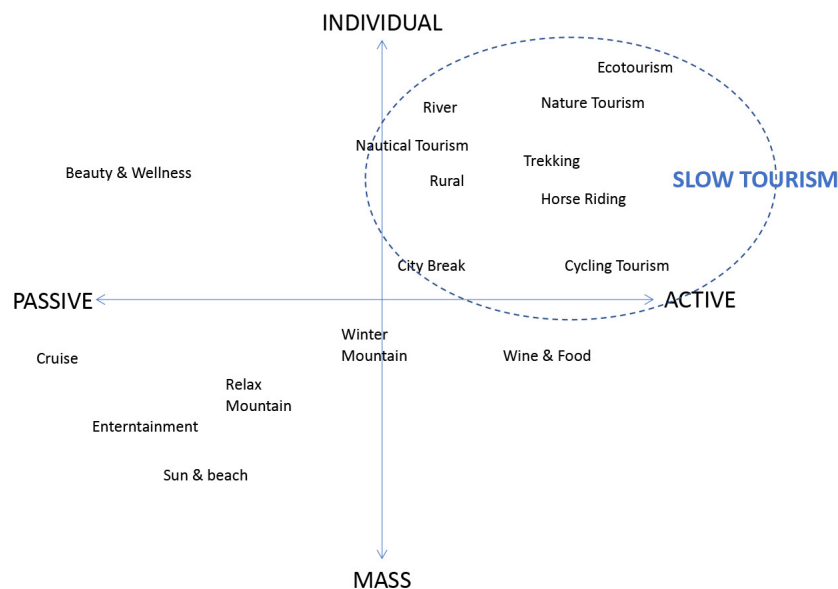 INDIVIDUAL
Ecotourism
River
Nature Tourism
Nautical Tourism
Trekking
Beauty & Wellness
Rural
SLOW TOURISM
Horse Riding
City Break
Cycling Tourism
PASSIVE
ACTIVE
Winter
Mountain
Wine & Food
Cruise
Relax
Mountain
Enterntainment
Sun & beach
MASS